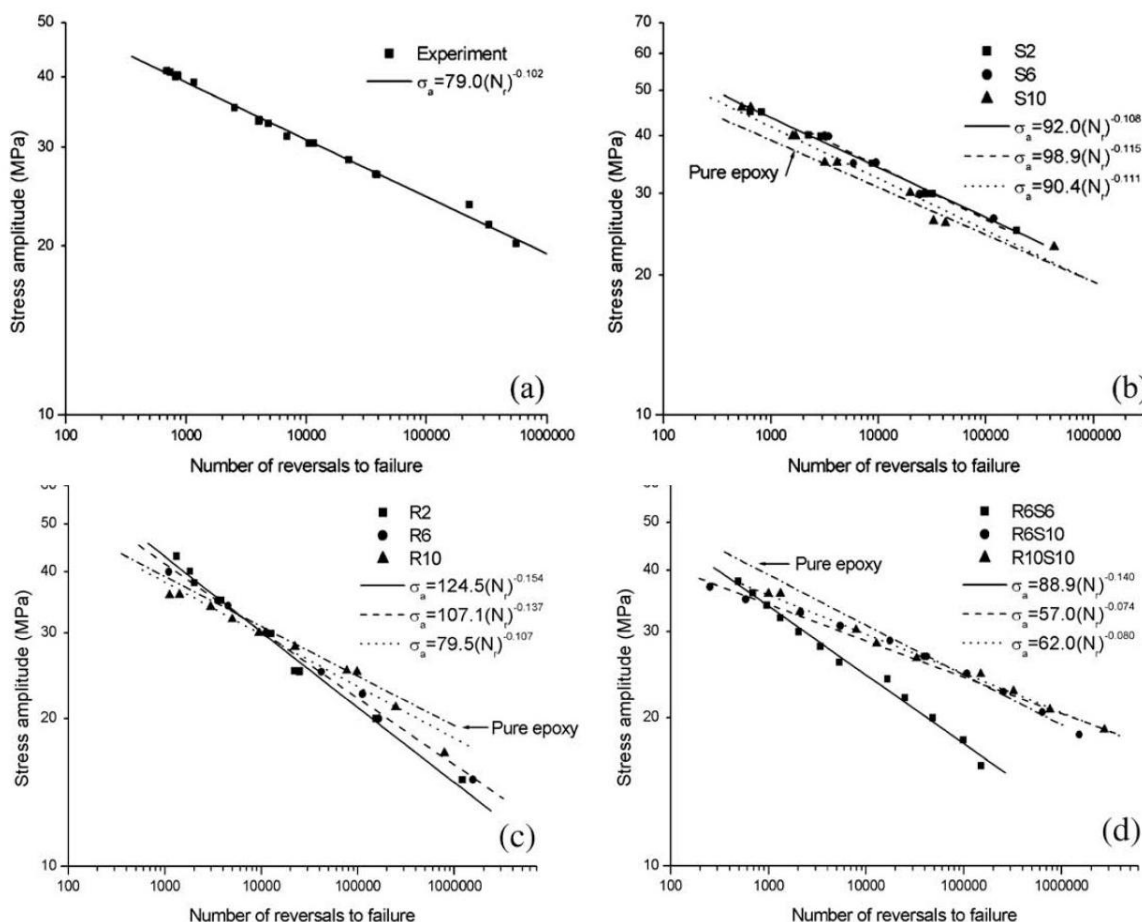 50
40
30
20
10
Stress amplitude (MPa)
Experiment
σa=79.0(Nr)-0.102
(a)
100 1000 10000 100000 1000000
Number of reversals to failure
70
60
50
40
30
20
10
Stress amplitude (MPa)
S2
S6
S10
σa=92.0(Nr)-0.108
σa=98.9(Nr)-0.115
σa=90.4(Nr)-0.111
Pure epoxy
(b)
100 1000 10000 100000 1000000
Number of reversals to failure
50
40
30
20
10
Stress amplitude (MPa)
R2
R6
R10
σa=124.5(Nr)-0.154
σa=107.1(Nr)-0.137
σa=79.5(Nr)-0.107
Pure epoxy
(c)
100 1000 10000 100000 1000000
Number of reversals to failure
50
40
30
20
10
Stress amplitude (MPa)
Pure epoxy
R6S6
R6S10
R10S10
σa=88.9(Nr)-0.140
σa=57.0(Nr)-0.074
σa=62.0(Nr)-0.080
(d)
100 1000 10000 100000 1000000
Number of reversals to failure